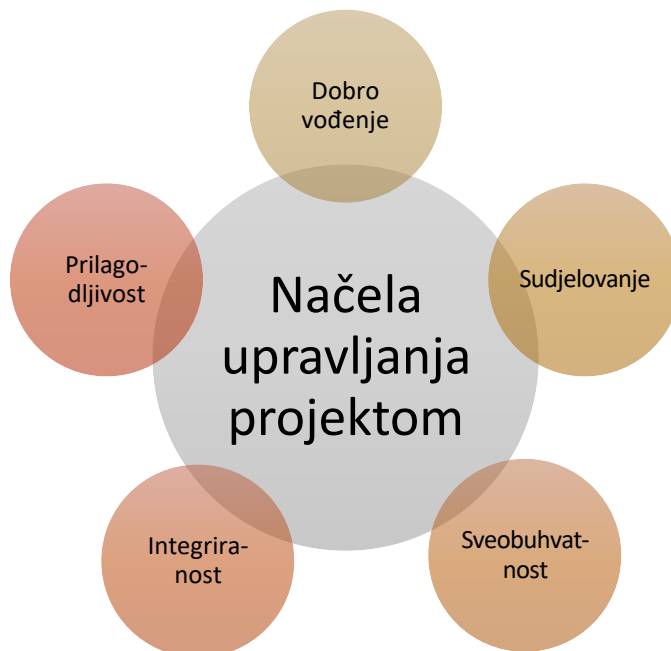 Dobro
vođenje
Prilago-
dljivost
Sudjelovanje
Načela
upravljanja
projektom
Integrira-
nost
Sveobuhvat-
nost